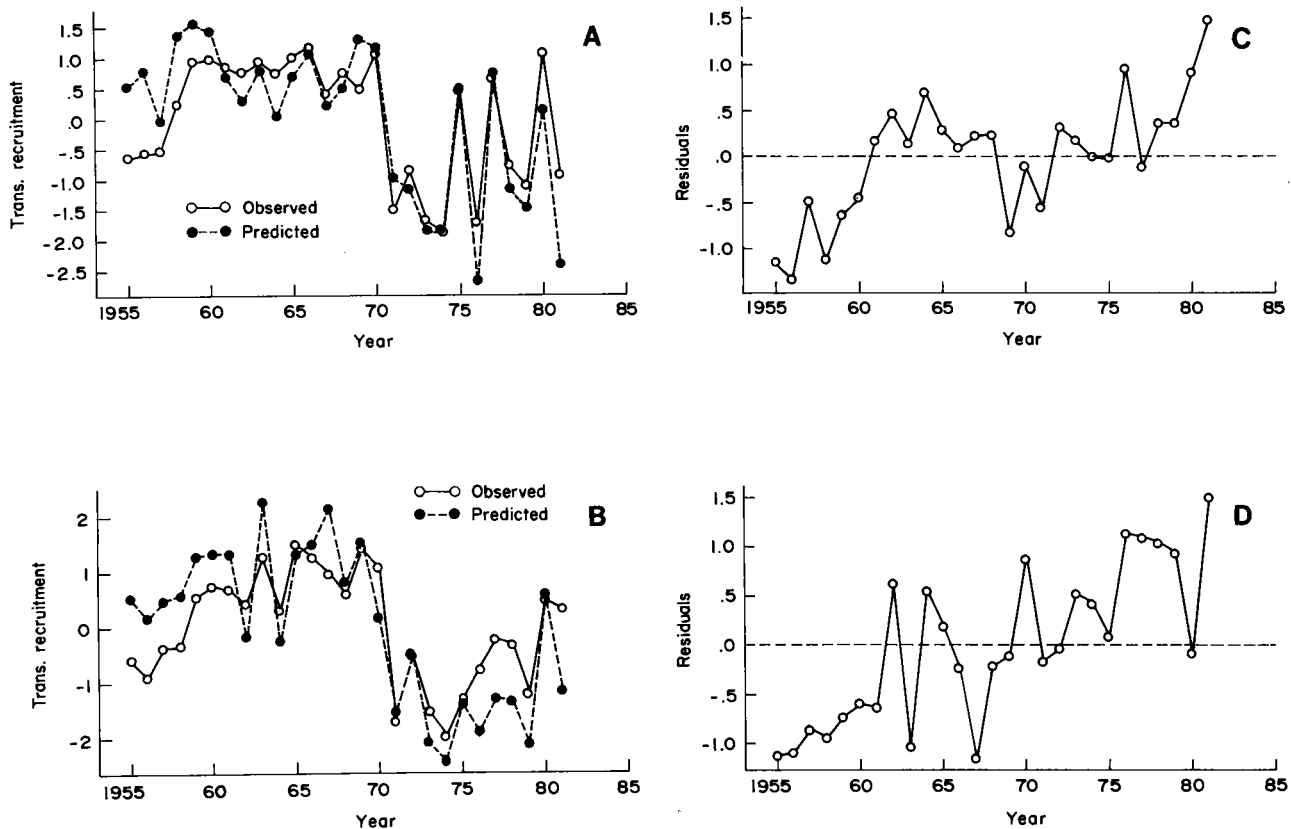 A
Trans. recruitment
1.5
1.0
.5
.0
-.5
-1.0
-1.5
-2.0
-2.5
Observed
Predicted
1955 60 65 70 75 80 85
Year
C
Residuals
1.5
1.0
.5
.0
-.5
-1.0
1955 60 65 70 75 80 85
Year
B
Trans. recruitment
2
1
0
-1
-2
Observed
Predicted
1955 60 65 70 75 80 85
Year
D
Residuals
1.5
1.0
.5
.0
-.5
-1.0
1955 60 65 70 75 80 85
Year